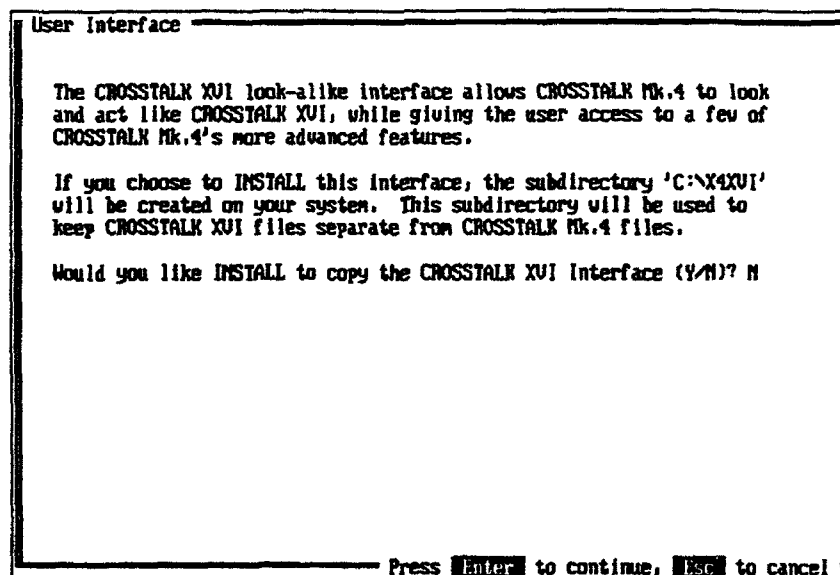 User Interface
The CROSSTALK XVI look-alike interface allows CROSSTALK Mk.4 to look
and act like CROSSTALK XVI, while giving the user access to a few of
CROSSTALK Mk.4's more advanced features.
If you choose to INSTALL this interface, the subdirectory 'C:\X4XVI'
will be created on your system. This subdirectory will be used to
keep CROSSTALK XVI files separate from CROSSTALK Mk.4 files.
Would you like INSTALL to copy the CROSSTALK XVI Interface (Y/N)? N
Press Enter to continue, Esc to cancel